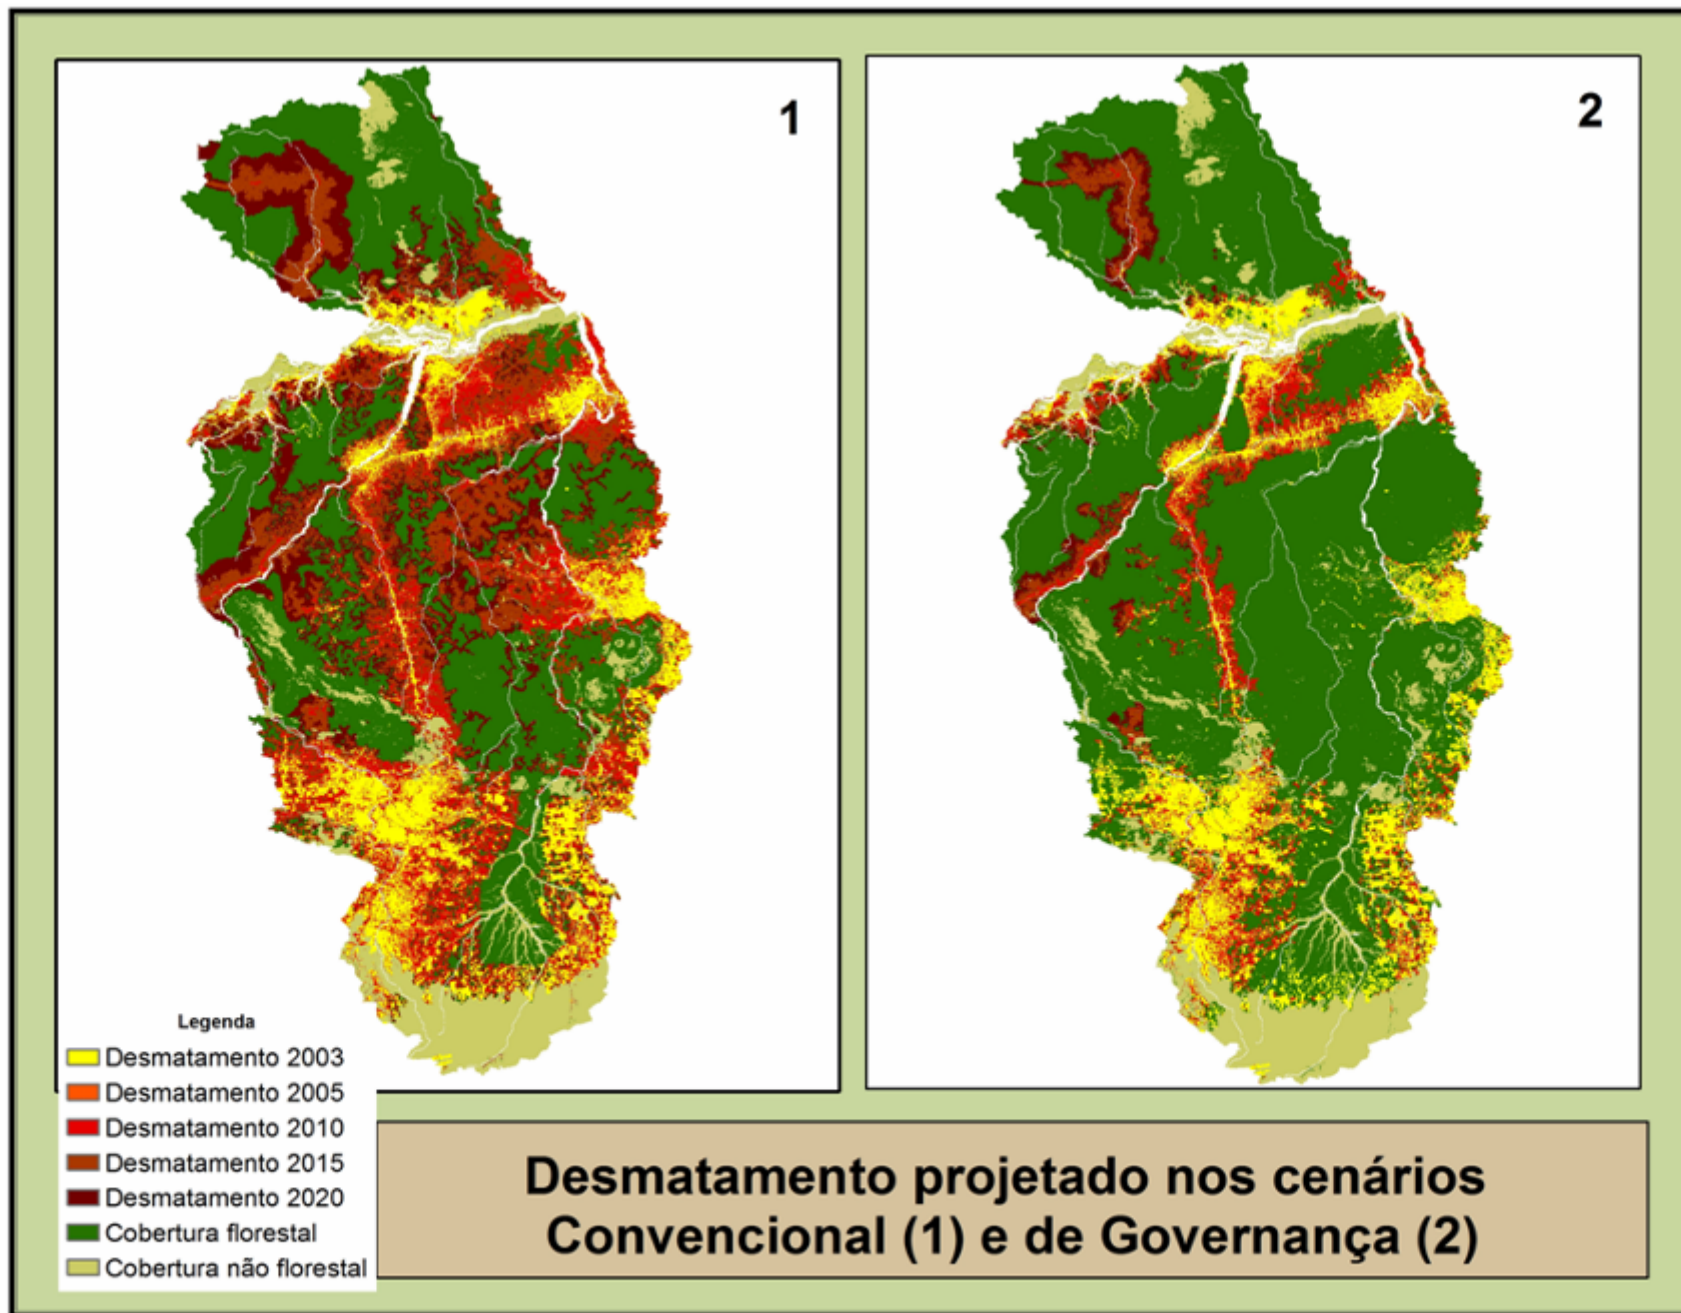 1
2
Legenda
Desmatamento 2003
Desmatamento 2005
Desmatamento 2010
Desmatamento 2015
Desmatamento 2020
Cobertura florestal
Cobertura não florestal
Desmatamento projetado nos cenários
Convencional (1) e de Governança (2)